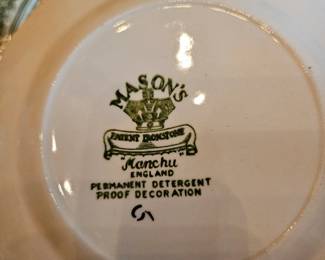 MASON'S
PATENT IRONSTONE
"Manchu"
ENGLAND
PERMANENT DETERGENT
PROOF DECORATION